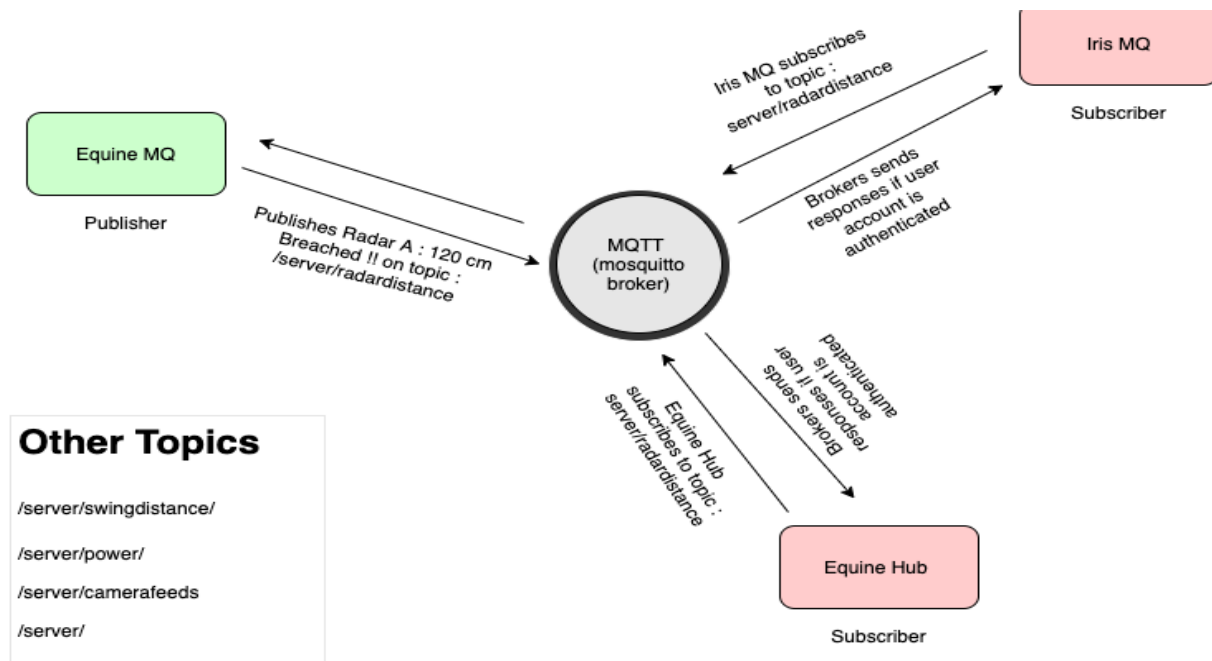 Iris MQ
Subscriber
Iris MQ subscribes
to topic :
server/radardistance
Brokers sends
responses if user
account is
authenticated
Equine MQ
Publisher
Publishes Radar A : 120 cm
Breached !! on topic :
/server/radardistance
MQTT
(mosquitto
broker)
Brokers sends
responses if user
account is
authenticated
Equine Hub
subscribes to topic :
server/radardistance
Equine Hub
Subscriber
Other Topics
/server/swingdistance/
/server/power/
/server/camerafeeds
/server/